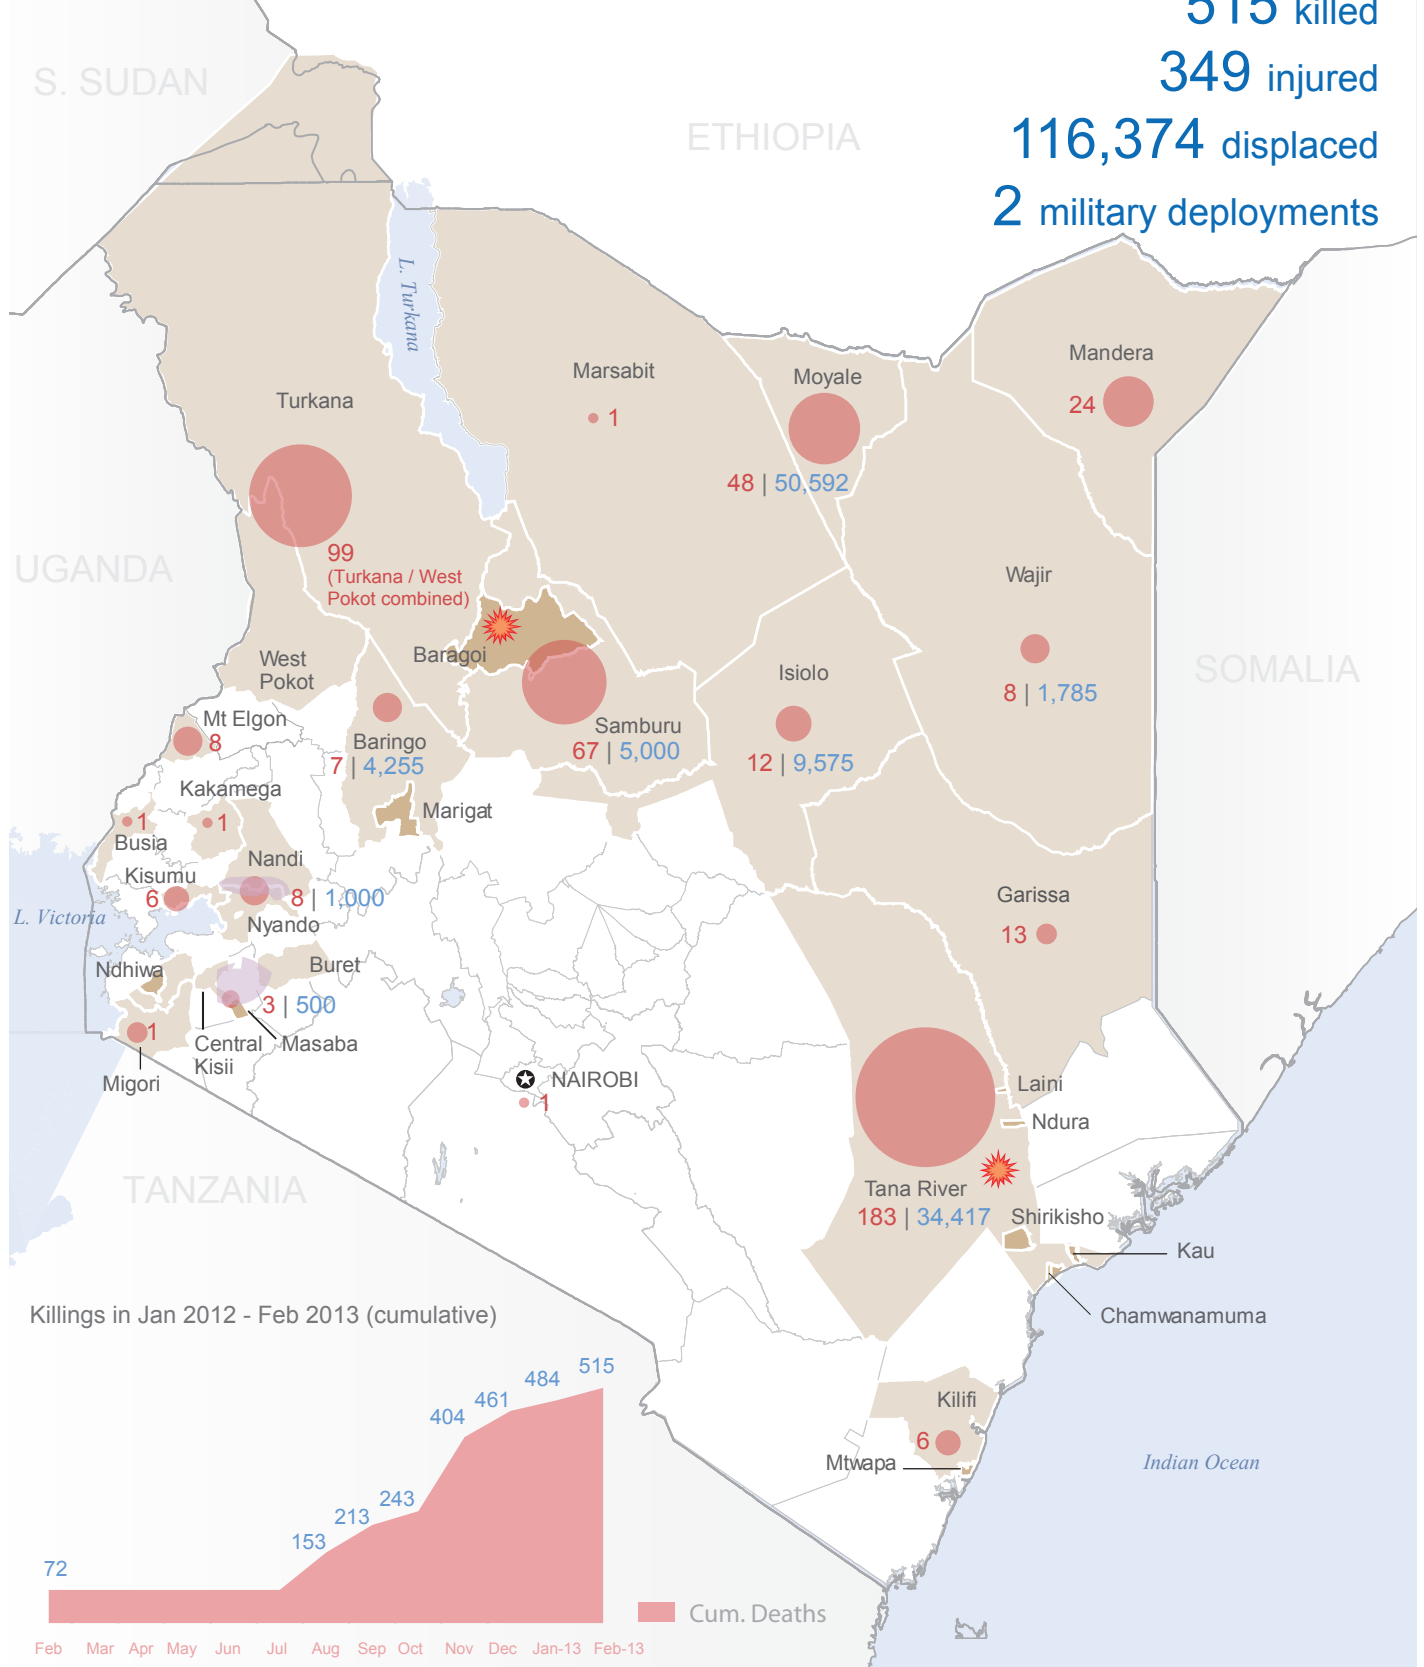 515 killed
349 injured
116,374 displaced
2 military deployments
S. SUDAN
ETHIOPIA
UGANDA
SOMALIA
TANZANIA
L. Turkana
L. Victoria
Indian Ocean
Turkana
99
(Turkana / West
Pokot combined)
Marsabit
1
Moyale
48 | 50,592
Mandera
24
Wajir
8 | 1,785
Baragoi
West
Pokot
Samburu
67 | 5,000
Isiolo
12 | 9,575
Mt Elgon
8
Baringo
7 | 4,255
Marigat
Kakamega
1
Busia
1
Nandi
8 | 1,000
Kisumu
6
Nyando
Ndhiwa
Buret
3 | 500
Central
Kisii
Masaba
1
Migori
NAIROBI
1
Garissa
13
Laini
Ndura
Tana River
183 | 34,417
Shirikisho
Kau
Chamwanamuma
Kilifi
6
Mtwapa
Killings in Jan 2012 - Feb 2013 (cumulative)
72
153
213
243
404
461
484
515
Feb Mar Apr May Jun Jul Aug Sep Oct Nov Dec Jan-13 Feb-13
Cum. Deaths